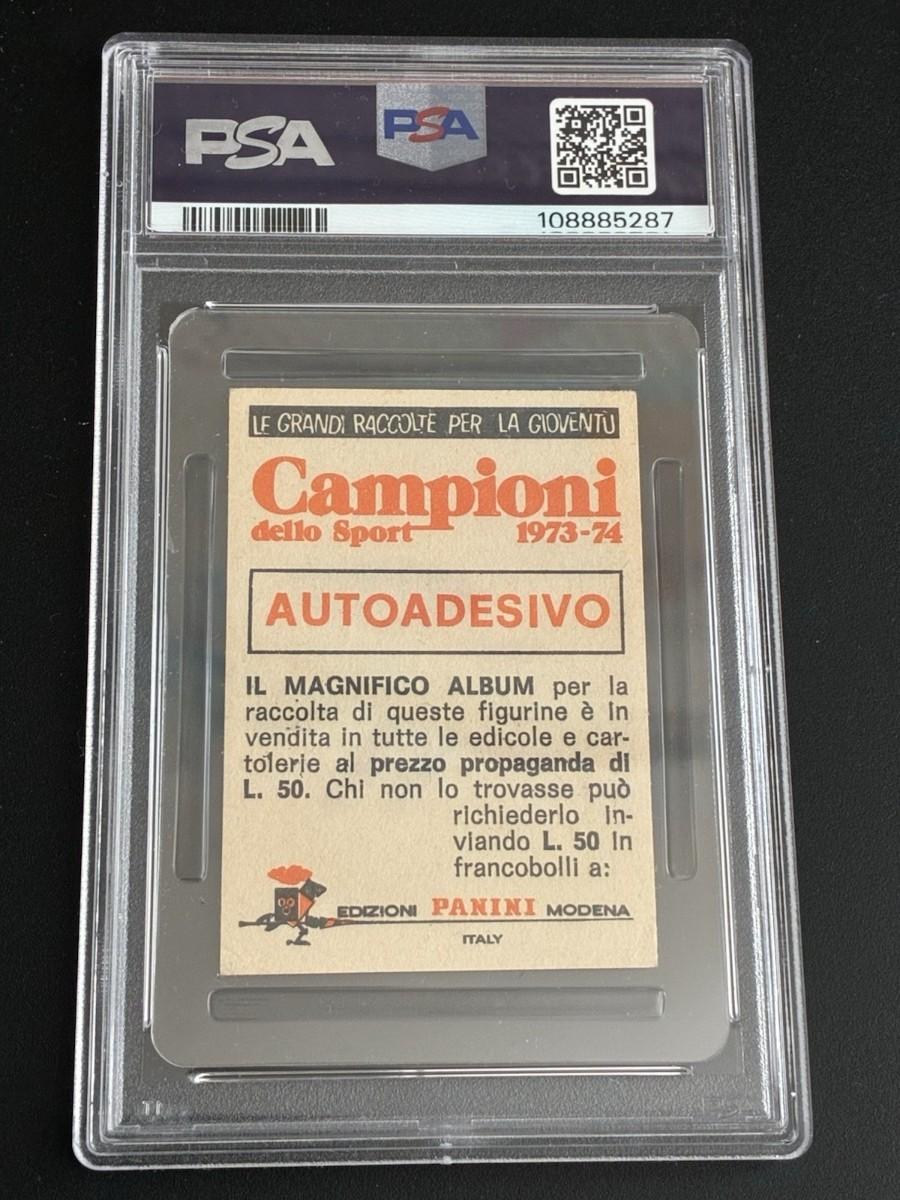 PSA PSA
108885287
LE GRANDI RACCOLTE PER LA GIOVENTÙ
Campioni
dello Sport 1973-74
AUTOADESIVO
IL MAGNIFICO ALBUM per la
raccolta di queste figurine è in
vendita in tutte le edicole e car-
tolerie al prezzo propaganda di
L. 50. Chi non lo trovasse può
richiederlo in-
viando L. 50 in
francobolli a:
EDIZIONI PANINI MODENA
ITALY